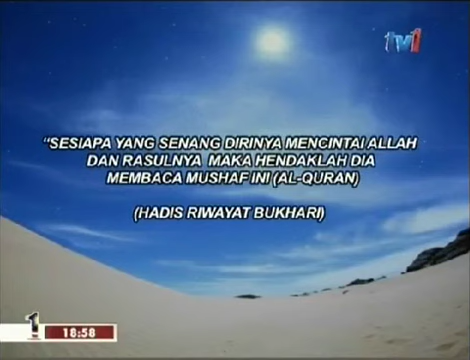 tv1
"SESIAPA YANG SENANG DIRINYA MENCINTAI ALLAH
DAN RASULNYA MAKA HENDAKLAH DIA
MEMBACA MUSHAF INI (AL-QURAN)
(HADIS RIWAYAT BUKHARI)
1
18:58